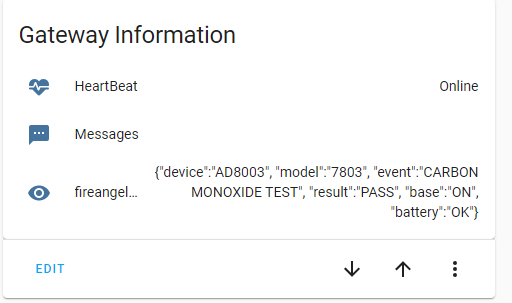 Gateway Information
HeartBeat Online
Messages
{"device":"AD8003", "model":"7803", "event":"CARBON
fireangel… MONOXIDE TEST", "result":"PASS", "base":"ON",
"battery":"OK"}
EDIT